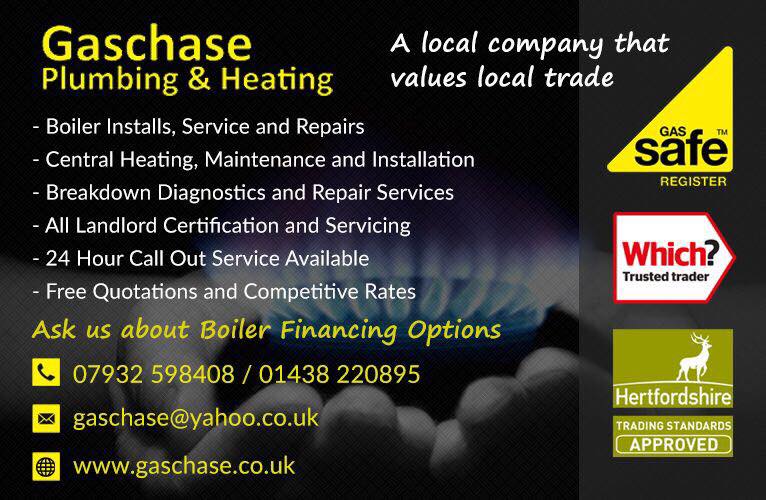 Gaschase
Plumbing & Heating
A local company that
values local trade
- Boiler Installs, Service and Repairs
- Central Heating, Maintenance and Installation
- Breakdown Diagnostics and Repair Services
- All Landlord Certification and Servicing
- 24 Hour Call Out Service Available
- Free Quotations and Competitive Rates
Ask us about Boiler Financing Options
07932 598408 / 01438 220895
gaschase@yahoo.co.uk
www.gaschase.co.uk
GAS
safe™
REGISTER
Which?
Trusted trader
Hertfordshire
TRADING STANDARDS
APPROVED